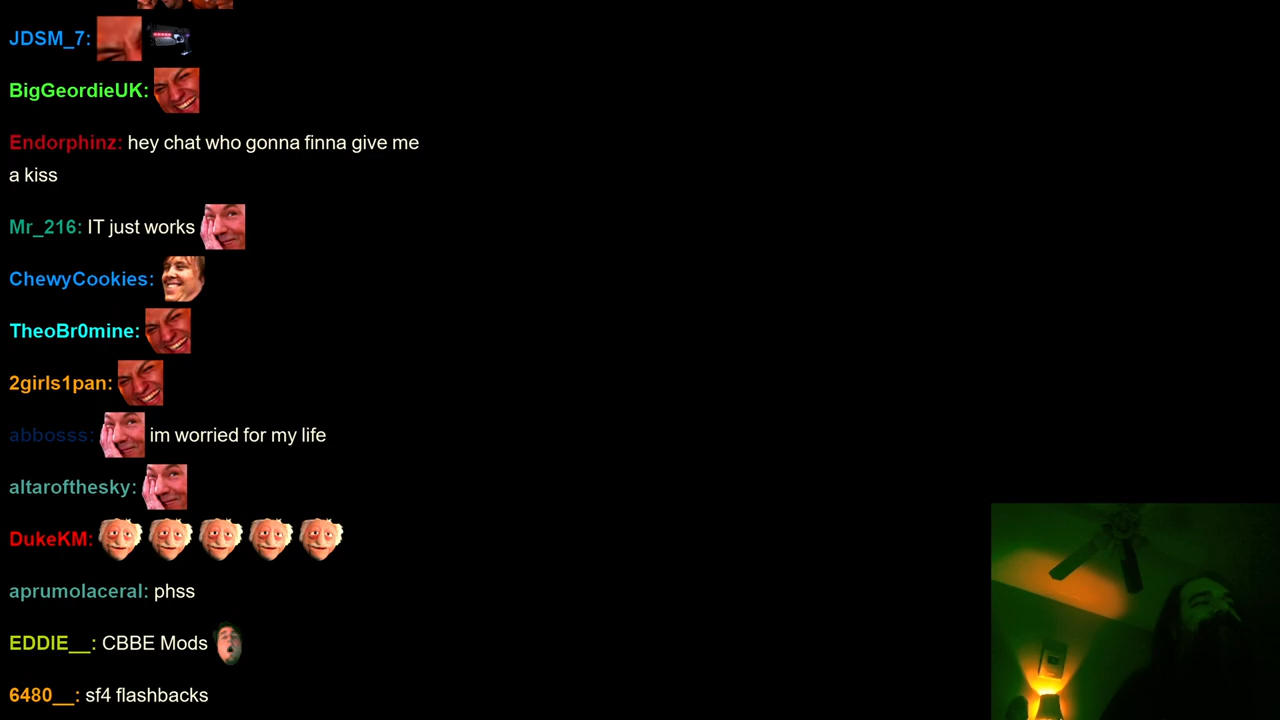 JDSM_7:
BigGeordieUK:
Endorphinz: hey chat who gonna finna give me
a kiss
Mr_216: IT just works
ChewyCookies:
TheoBr0mine:
2girls1pan:
abbosss: im worried for my life
altarofthesky:
DukeKM:
aprumolaceral: phss
EDDIE__: CBBE Mods
6480__: sf4 flashbacks